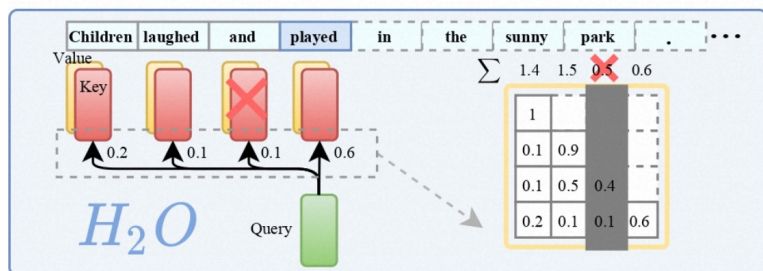 Children laughed and played in the sunny park . ...
Value
Key
∑ 1.4 1.5 0.5 0.6
1
0.2 0.1 0.1 0.6
0.1 0.9
0.1 0.5 0.4
0.2 0.1 0.1 0.6
H₂O
Query